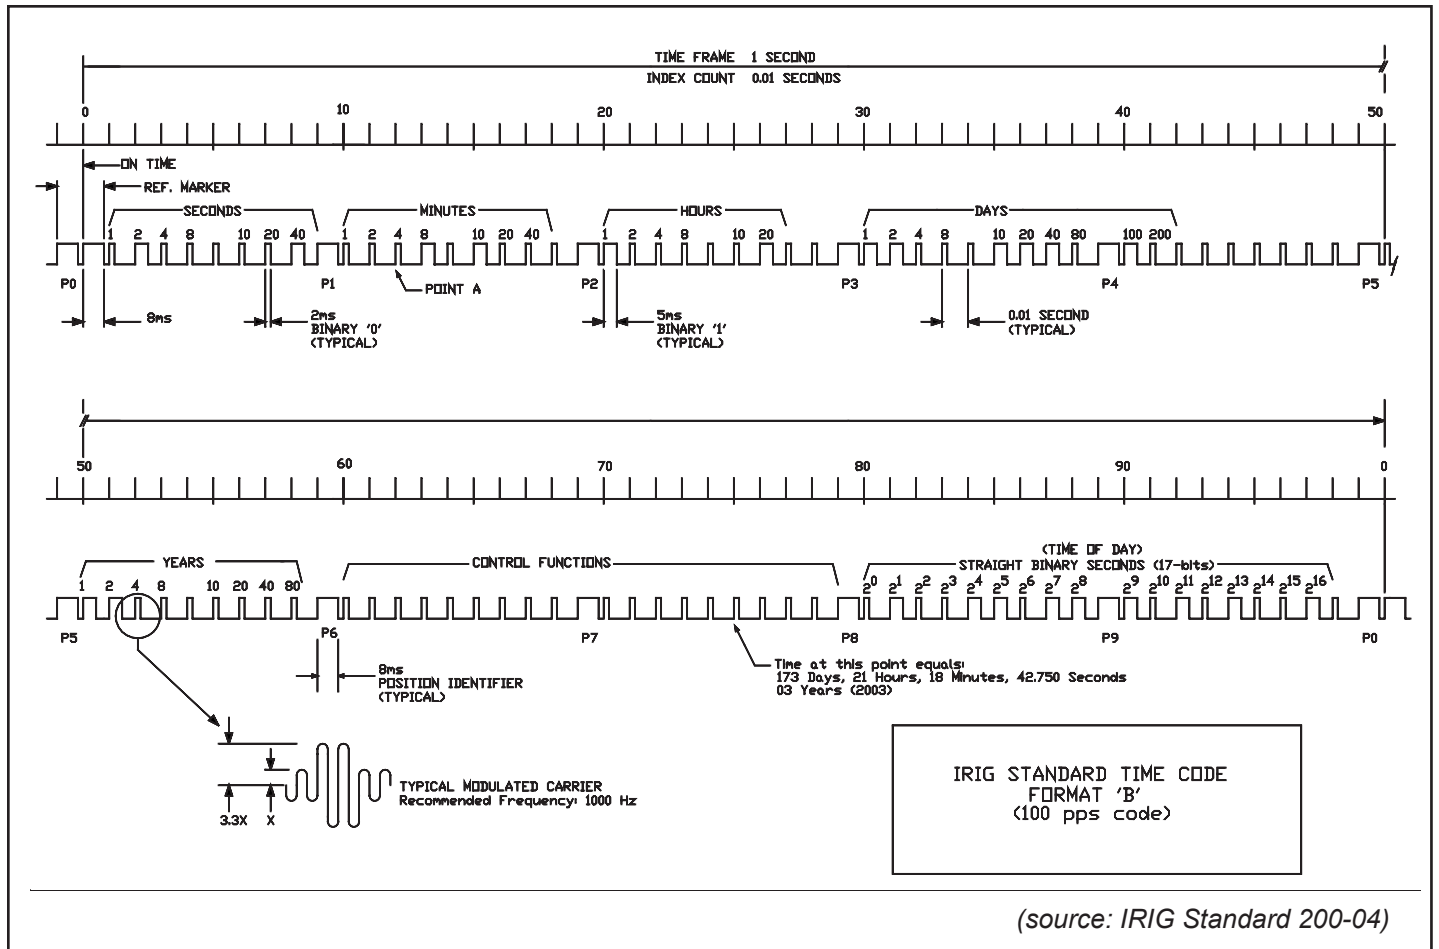 TIME FRAME 1 SECOND
INDEX COUNT 0.01 SECONDS
0 10 20 30 40 50
ON TIME
REF. MARKER
SECONDS MINUTES HOURS DAYS
1 2 4 8 10 20 40 1 2 4 8 10 20 40 1 2 4 8 10 20 1 2 4 8 10 20 40 80 100 200
P0 P1 P2 P3 P4 P5
POINT A
8ms
2ms
BINARY '0'
(TYPICAL)
5ms
BINARY '1'
(TYPICAL)
0.01 SECOND
(TYPICAL)
50 60 70 80 90 0
(TIME OF DAY)
YEARS CONTROL FUNCTIONS STRAIGHT BINARY SECONDS (17-bits)
1 2 4 8 10 20 40 80 2^0 2^1 2^2 2^3 2^4 2^5 2^6 2^7 2^8 2^9 2^10 2^11 2^12 2^13 2^14 2^15 2^16
P5 P6 P7 P8 P9 P0
8ms
POSITION IDENTIFIER
(TYPICAL)
Time at this point equals:
173 Days, 21 Hours, 18 Minutes, 42.750 Seconds
03 Years (2003)
TYPICAL MODULATED CARRIER
Recommended Frequency: 1000 Hz
3.3X X
IRIG STANDARD TIME CODE
FORMAT 'B'
(100 pps code)
(source: IRIG Standard 200-04)